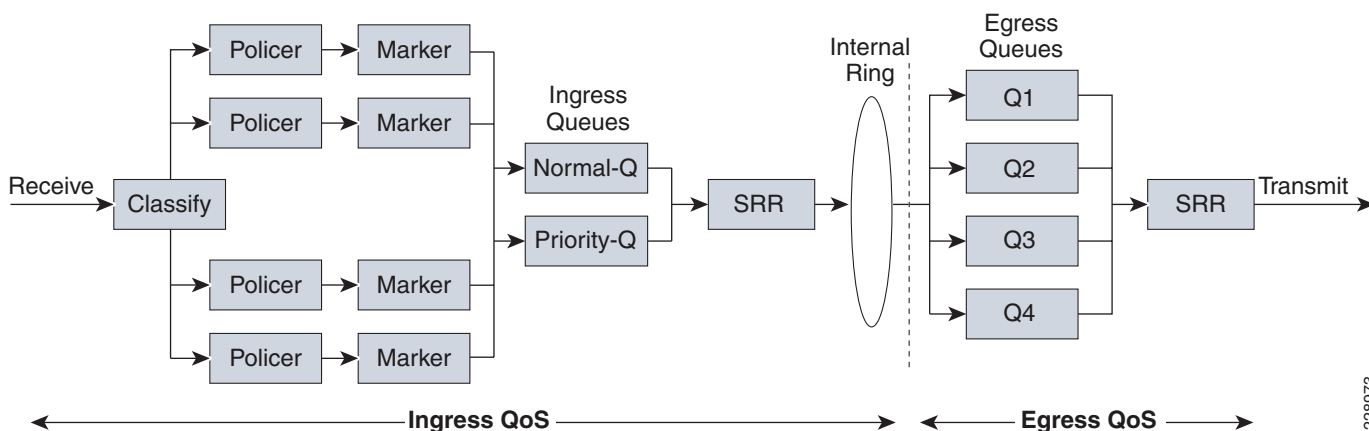 Receive
Classify
Policer
Marker
Policer
Marker
Policer
Marker
Policer
Marker
Ingress
Queues
Normal-Q
Priority-Q
SRR
Internal
Ring
Egress
Queues
Q1
Q2
Q3
Q4
SRR
Transmit
Ingress QoS
Egress QoS